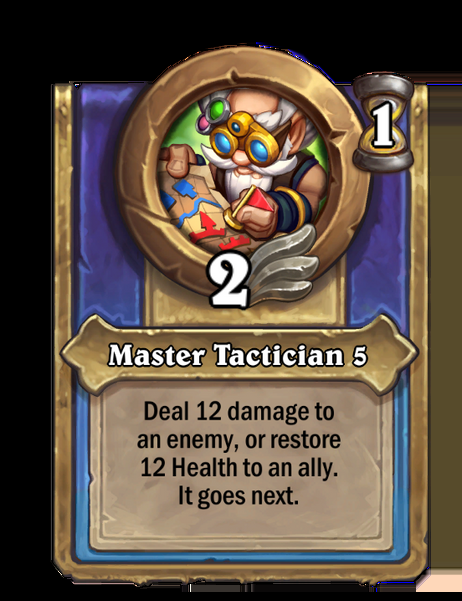 1
2
Master Tactician 5
Deal 12 damage to
an enemy, or restore
12 Health to an ally.
It goes next.